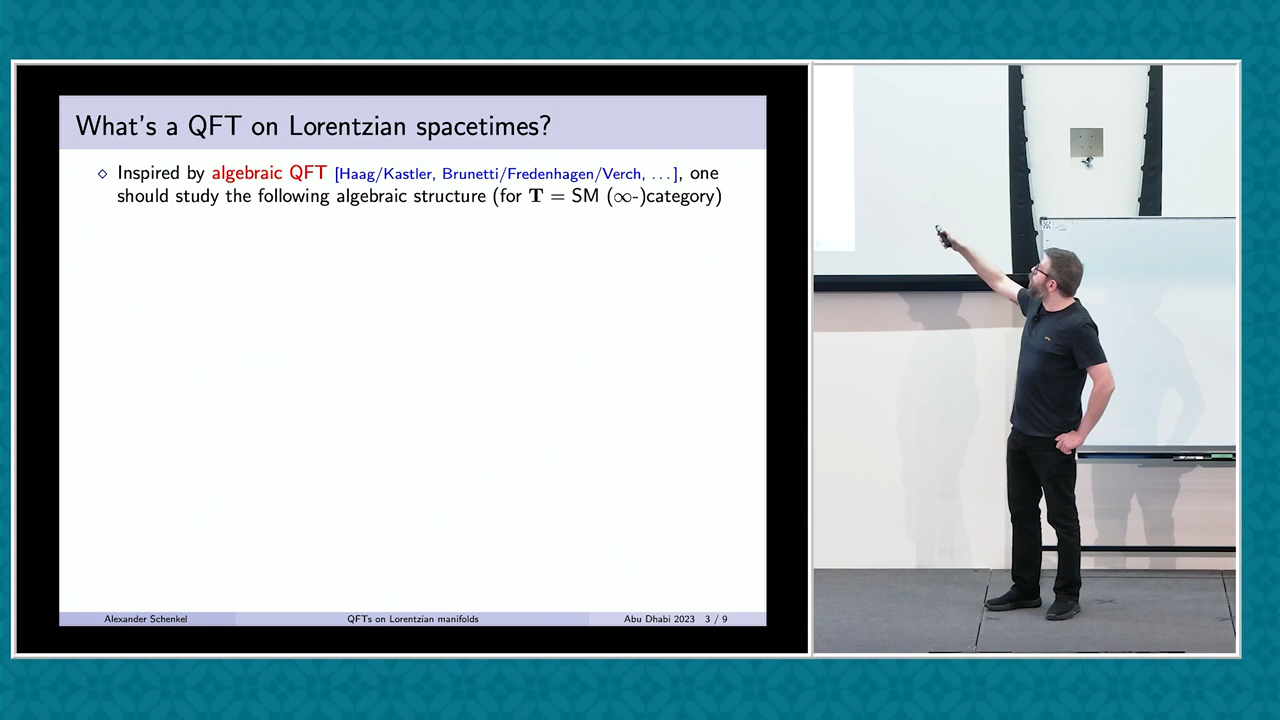 What's a QFT on Lorentzian spacetimes?
⋄ Inspired by algebraic QFT [Haag/Kastler, Brunetti/Fredenhagen/Verch, ...], one
should study the following algebraic structure (for T = SM (∞-)category)
Alexander Schenkel
QFTs on Lorentzian manifolds
Abu Dhabi 2023 3 / 9